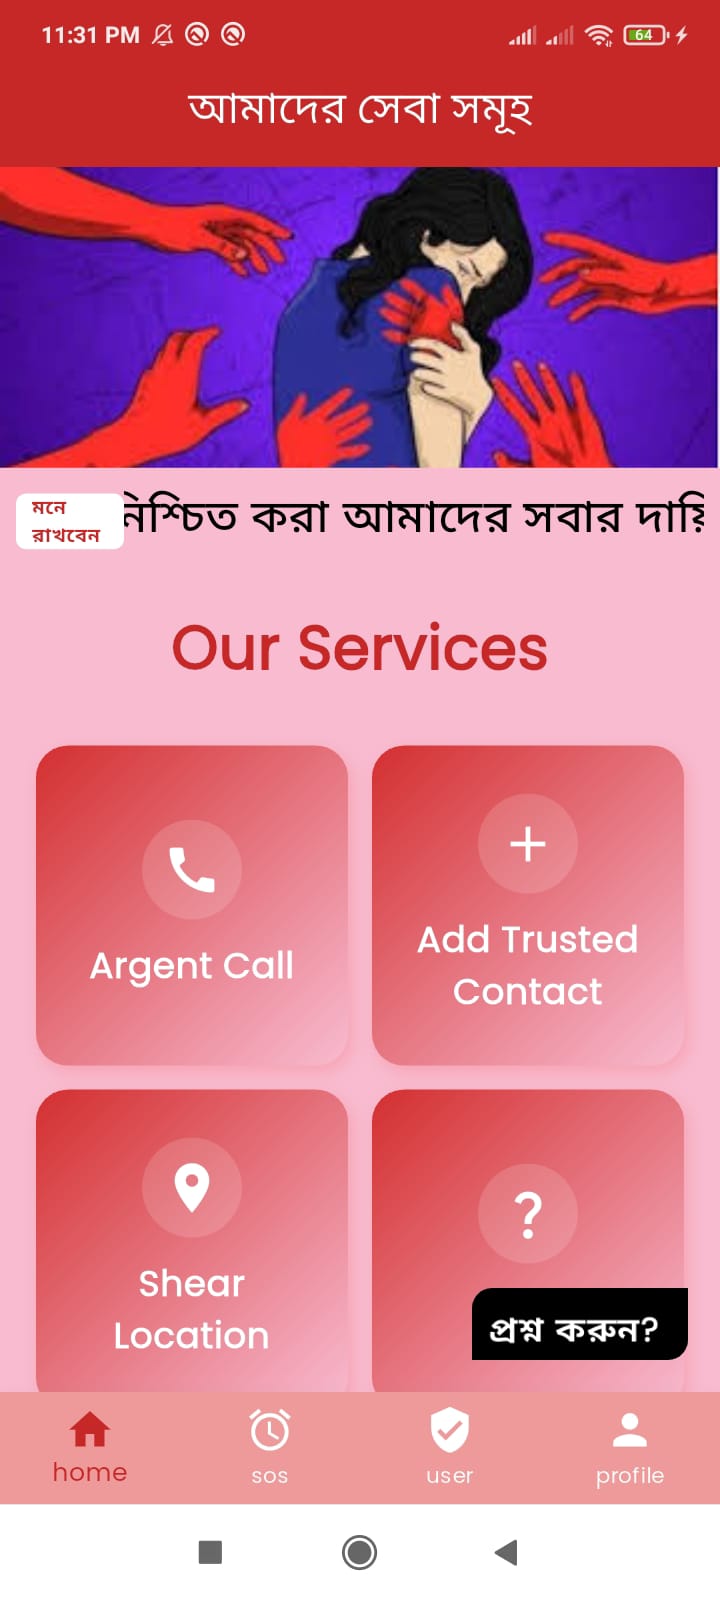 11:31 PM
64
আমাদের সেবা সমূহ
মনে
রাখবেন
নিশ্চিত করা আমাদের সবার
Our Services
Argent Call
Add Trusted
Contact
Shear
Location
?
প্রশ্ন করুন?
home
sos
user
profile